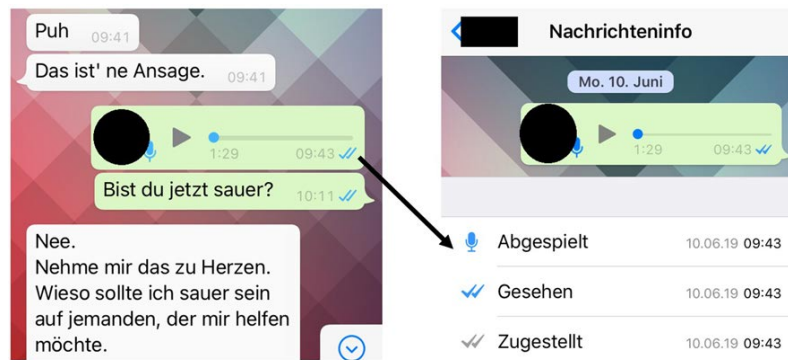 Puh 09:41
Das ist' ne Ansage. 09:41
1:29 09:43
Bist du jetzt sauer? 10:11
Nee.
Nehme mir das zu Herzen.
Wieso sollte ich sauer sein
auf jemanden, der mir helfen
möchte.
Nachrichteninfo
Mo. 10. Juni
1:29 09:43
Abgespielt 10.06.19 09:43
Gesehen 10.06.19 09:43
Zugestellt 10.06.19 09:43